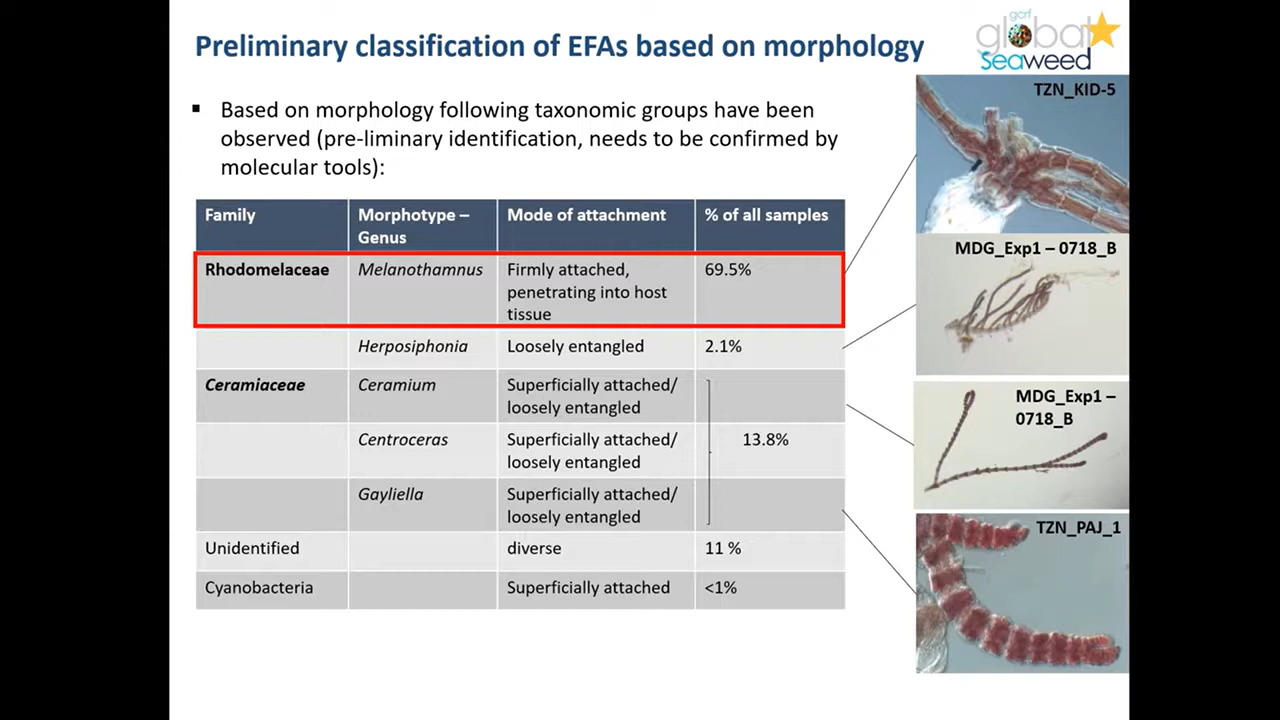 Preliminary classification of EFAs based on morphology
gcrf
global
Seaweed
▪ Based on morphology following taxonomic groups have been
observed (pre-liminary identification, needs to be confirmed by
molecular tools):
Family Morphotype – Genus Mode of attachment % of all samples
Rhodomelaceae Melanothamnus Firmly attached, penetrating into host tissue 69.5%
Herposiphonia Loosely entangled 2.1%
Ceramiaceae Ceramium Superficially attached/ loosely entangled
Centroceras Superficially attached/ loosely entangled 13.8%
Gayliella Superficially attached/ loosely entangled
Unidentified diverse 11 %
Cyanobacteria Superficially attached <1%
TZN_KID-5
MDG_Exp1 – 0718_B
MDG_Exp1 –
0718_B
TZN_PAJ_1